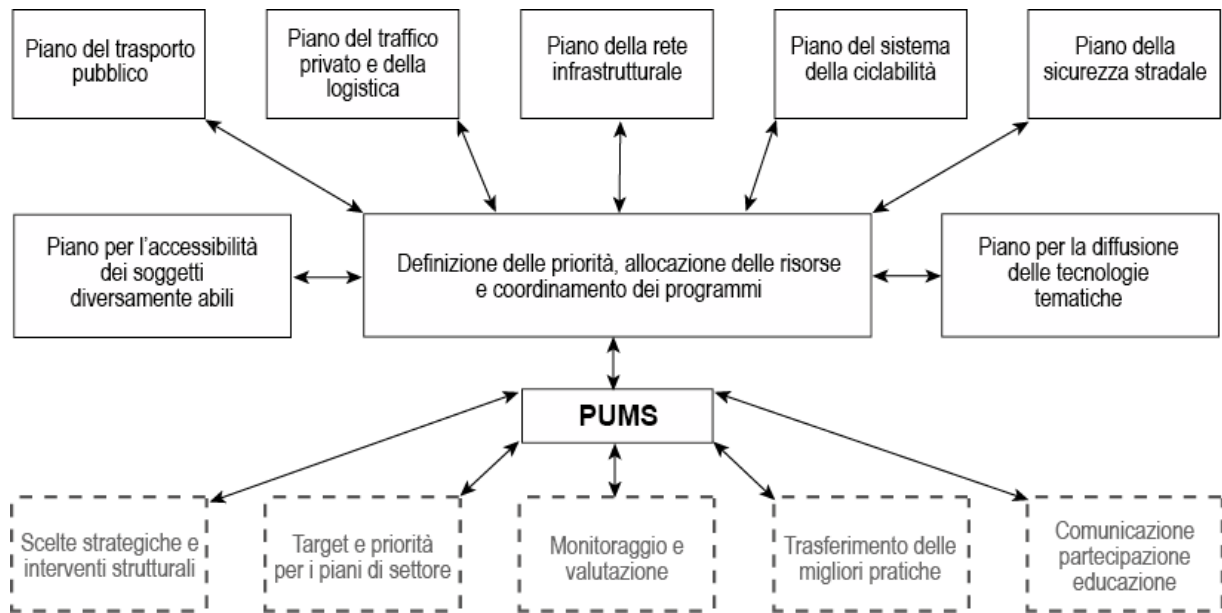 Piano del trasporto
pubblico
Piano del traffico
privato e della
logistica
Piano della rete
infrastrutturale
Piano del sistema
della ciclabilità
Piano della
sicurezza stradale
Piano per l'accessibilità
dei soggetti
diversamente abili
Definizione delle priorità, allocazione delle risorse
e coordinamento dei programmi
Piano per la diffusione
delle tecnologie
tematiche
PUMS
Scelte strategiche e
interventi strutturali
Target e priorità
per i piani di settore
Monitoraggio e
valutazione
Trasferimento delle
migliori pratiche
Comunicazione
partecipazione
educazione